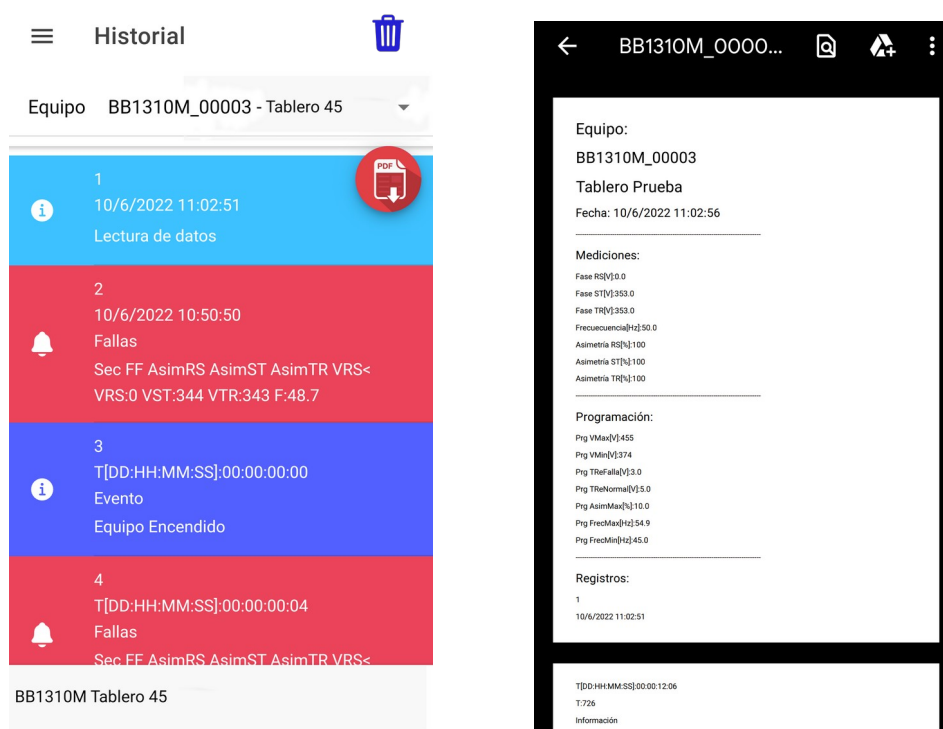 Historial
Equipo BB1310M_00003 - Tablero 45
PDF
1
10/6/2022 11:02:51
Lectura de datos
2
10/6/2022 10:50:50
Fallas
Sec FF AsimRS AsimST AsimTR VRS<
VRS:0 VST:344 VTR:343 F:48.7
3
T[DD:HH:MM:SS]:00:00:00:00
Evento
Equipo Encendido
4
T[DD:HH:MM:SS]:00:00:00:04
Fallas
Sec FF AsimRS AsimST AsimTR VRS<
BB1310M Tablero 45
BB1310M_0000...
Equipo:
BB1310M_00003
Tablero Prueba
Fecha: 10/6/2022 11:02:56
Mediciones:
Fase RS[V]:0.0
Fase ST[V]:353.0
Fase TR[V]:353.0
Frecuecuencia[Hz]:50.0
Asimetría RS[%]:100
Asimetría ST[%]:100
Asimetría TR[%]:100
Programación:
Prg VMax[V]:455
Prg VMin[V]:374
Prg TReFalla[V]:3.0
Prg TReNormal[V]:5.0
Prg AsimMax[%]:10.0
Prg FrecMax[Hz]:54.9
Prg FrecMin[Hz]:45.0
Registros:
1
10/6/2022 11:02:51
T[DD:HH:MM:SS]:00:00:12:06
T:726
Información